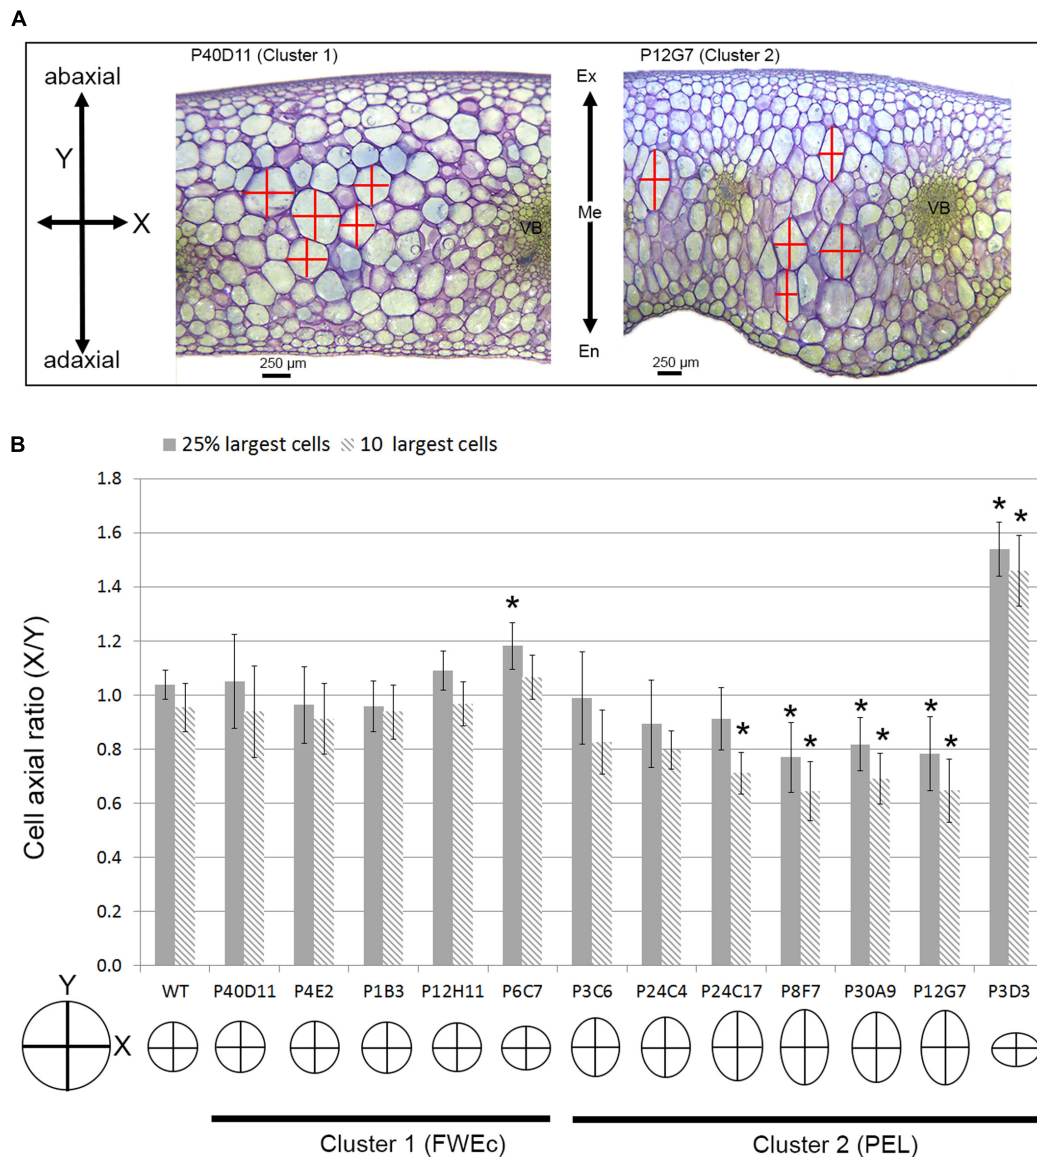 A
P40D11 (Cluster 1)
P12G7 (Cluster 2)
abaxial
Y
X
adaxial
VB
250 µm
Ex
Me
En
VB
250 µm
B
25% largest cells
10 largest cells
Cell axial ratio (X/Y)
1.8
1.6
1.4
1.2
1.0
0.8
0.6
0.4
0.2
0.0
* * * * * * * * * *
WT P40D11 P4E2 P1B3 P12H11 P6C7 P3C6 P24C4 P24C17 P8F7 P30A9 P12G7 P3D3
Y
X
Cluster 1 (FWEc)
Cluster 2 (PEL)